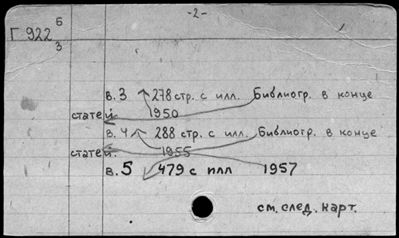 -2-
Г 922 6/3
в. 3 278 стр. с илл. Библиогр. в конце
статей. 1950
в. 4 288 стр. с илл. Библиогр. в конце
статей. 1955
в. 5 479 с илл 1957
см. след. карт.